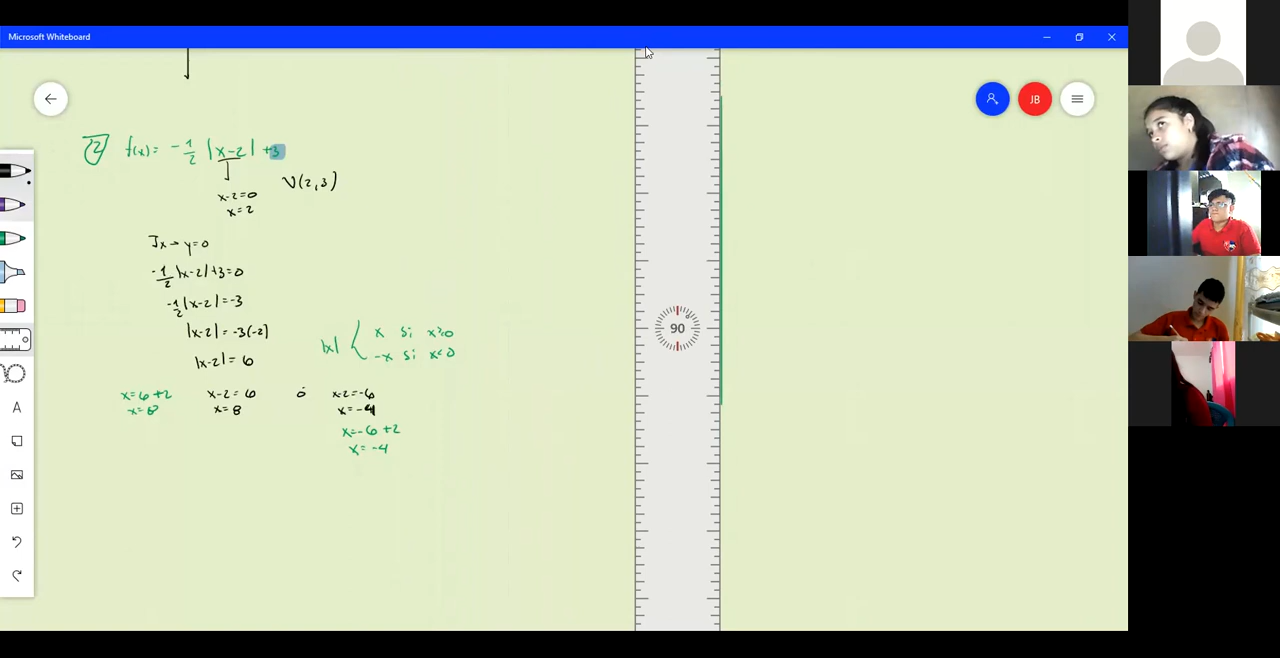 Microsoft Whiteboard
JB
2 f(x) = -1/2 |x-2| +3
x-2=0
x=2
V(2,3)
Ix → y=0
-1/2 |x-2|+3=0
-1/2 |x-2|=-3
|x-2| = -3(-2)
|x-2| = 6
|x| { x si x≥0
-x si x<0
x=6+2
x=8
x-2=6
x=8
ó
x-2=-6
x=-4
x=-6+2
x=-4
90
A